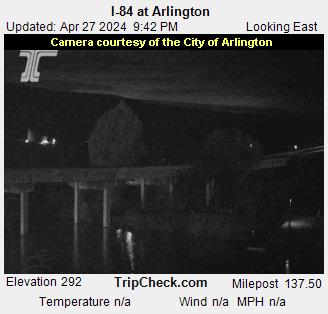 I-84 at Arlington
Updated: Apr 27 2024 9:42 PM Looking East
Camera courtesy of the City of Arlington
Elevation 292 TripCheck.com Milepost 137.50
Temperature n/a Wind n/a MPH n/a